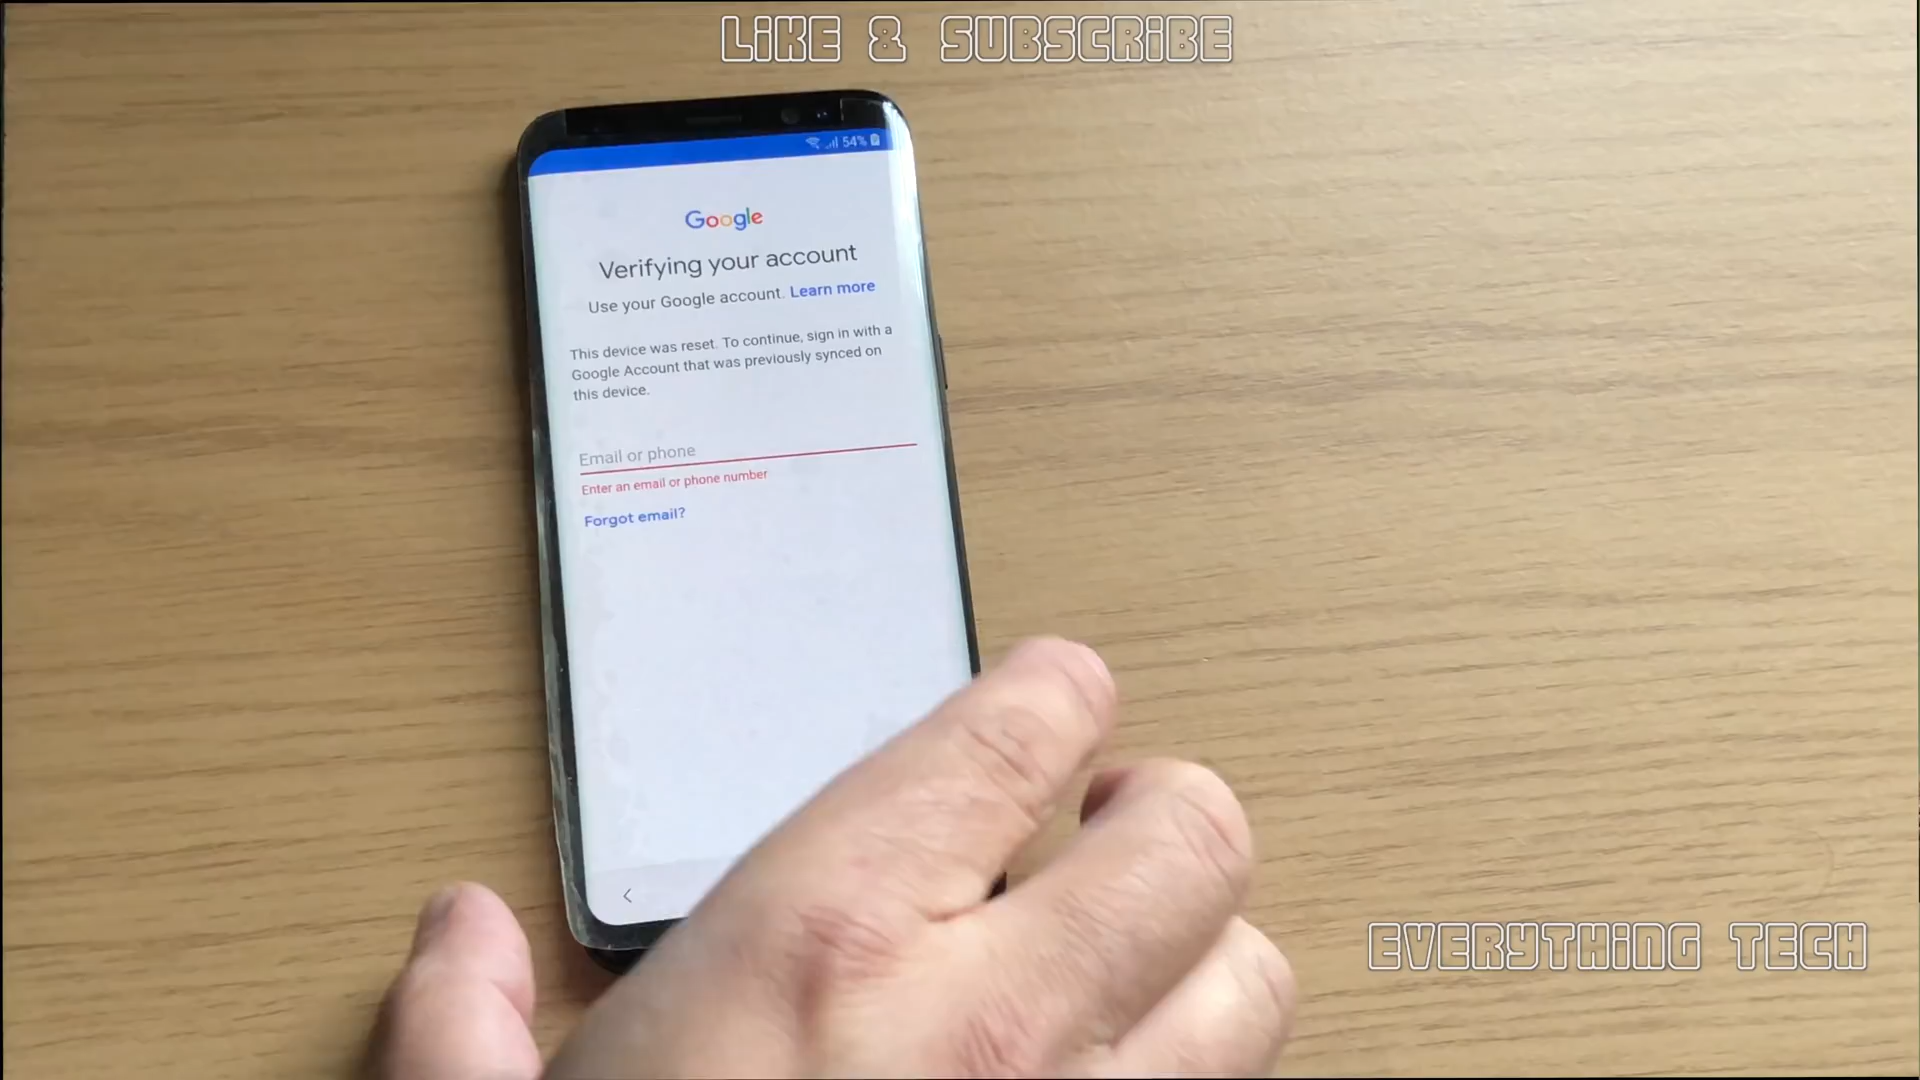 LiKE & SUBSCRiBE
54%
Google
Verifying your account
Use your Google account. Learn more
This device was reset. To continue, sign in with a
Google Account that was previously synced on
this device.
Email or phone
Enter an email or phone number
Forgot email?
EVERYTHiNG TECH